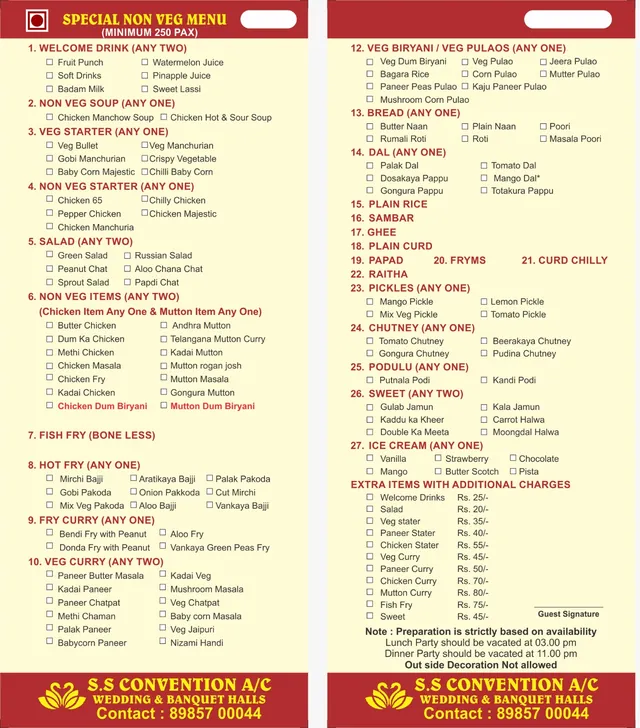 SPECIAL NON VEG MENU
(MINIMUM 250 PAX)
1. WELCOME DRINK (ANY TWO)
Fruit Punch Watermelon Juice
Soft Drinks Pinapple Juice
Badam Milk Sweet Lassi
2. NON VEG SOUP (ANY ONE)
Chicken Manchow Soup Chicken Hot & Sour Soup
3. VEG STARTER (ANY ONE)
Veg Bullet Veg Manchurian
Gobi Manchurian Crispy Vegetable
Baby Corn Majestic Chilli Baby Corn
4. NON VEG STARTER (ANY ONE)
Chicken 65 Chilly Chicken
Pepper Chicken Chicken Majestic
Chicken Manchuria
5. SALAD (ANY TWO)
Green Salad Russian Salad
Peanut Chat Aloo Chana Chat
Sprout Salad Papdi Chat
6. NON VEG ITEMS (ANY TWO)
(Chicken Item Any One & Mutton Item Any One)
Butter Chicken Andhra Mutton
Dum Ka Chicken Telangana Mutton Curry
Methi Chicken Kadai Mutton
Chicken Masala Mutton rogan josh
Chicken Fry Mutton Masala
Kadai Chicken Gongura Mutton
Chicken Dum Biryani Mutton Dum Biryani
7. FISH FRY (BONE LESS)
8. HOT FRY (ANY ONE)
Mirchi Bajji Aratikaya Bajji Palak Pakoda
Gobi Pakoda Onion Pakkoda Cut Mirchi
Mix Veg Pakoda Aloo Bajji Vankaya Bajji
9. FRY CURRY (ANY ONE)
Bendi Fry with Peanut Aloo Fry
Donda Fry with Peanut Vankaya Green Peas Fry
10. VEG CURRY (ANY TWO)
Paneer Butter Masala Kadai Veg
Kadai Paneer Mushroom Masala
Paneer Chatpat Veg Chatpat
Methi Chaman Baby corn Masala
Palak Paneer Veg Jaipuri
Babycorn Paneer Nizami Handi
S.S CONVENTION A/C
WEDDING & BANQUET HALLS
Contact : 89857 00044
12. VEG BIRYANI / VEG PULAOS (ANY ONE)
Veg Dum Biryani Veg Pulao Jeera Pulao
Bagara Rice Corn Pulao Mutter Pulao
Paneer Peas Pulao Kaju Paneer Pulao
Mushroom Corn Pulao
13. BREAD (ANY ONE)
Butter Naan Plain Naan Poori
Rumali Roti Roti Masala Poori
14. DAL (ANY ONE)
Palak Dal Tomato Dal
Dosakaya Pappu Mango Dal*
Gongura Pappu Totakura Pappu
15. PLAIN RICE
16. SAMBAR
17. GHEE
18. PLAIN CURD
19. PAPAD 20. FRYMS 21. CURD CHILLY
22. RAITHA
23. PICKLES (ANY ONE)
Mango Pickle Lemon Pickle
Mix Veg Pickle Tomato Pickle
24. CHUTNEY (ANY ONE)
Tomato Chutney Beerakaya Chutney
Gongura Chutney Pudina Chutney
25. PODULU (ANY ONE)
Putnala Podi Kandi Podi
26. SWEET (ANY TWO)
Gulab Jamun Kala Jamun
Kaddu ka Kheer Carrot Halwa
Double Ka Meeta Moongdal Halwa
27. ICE CREAM (ANY ONE)
Vanilla Strawberry Chocolate
Mango Butter Scotch Pista
EXTRA ITEMS WITH ADDITIONAL CHARGES
Welcome Drinks Rs. 25/-
Salad Rs. 20/-
Veg stater Rs. 35/-
Paneer Stater Rs. 40/-
Chicken Stater Rs. 55/-
Veg Curry Rs. 45/-
Paneer Curry Rs. 50/-
Chicken Curry Rs. 70/-
Mutton Curry Rs. 80/-
Fish Fry Rs. 75/-
Sweet Rs. 45/-
Guest Signature
Note : Preparation is strictly based on availability
Lunch Party should be vacated at 03.00 pm
Dinner Party should be vacated at 11.00 pm
Out side Decoration Not allowed
S.S CONVENTION A/C
WEDDING & BANQUET HALLS
Contact : 89857 00044